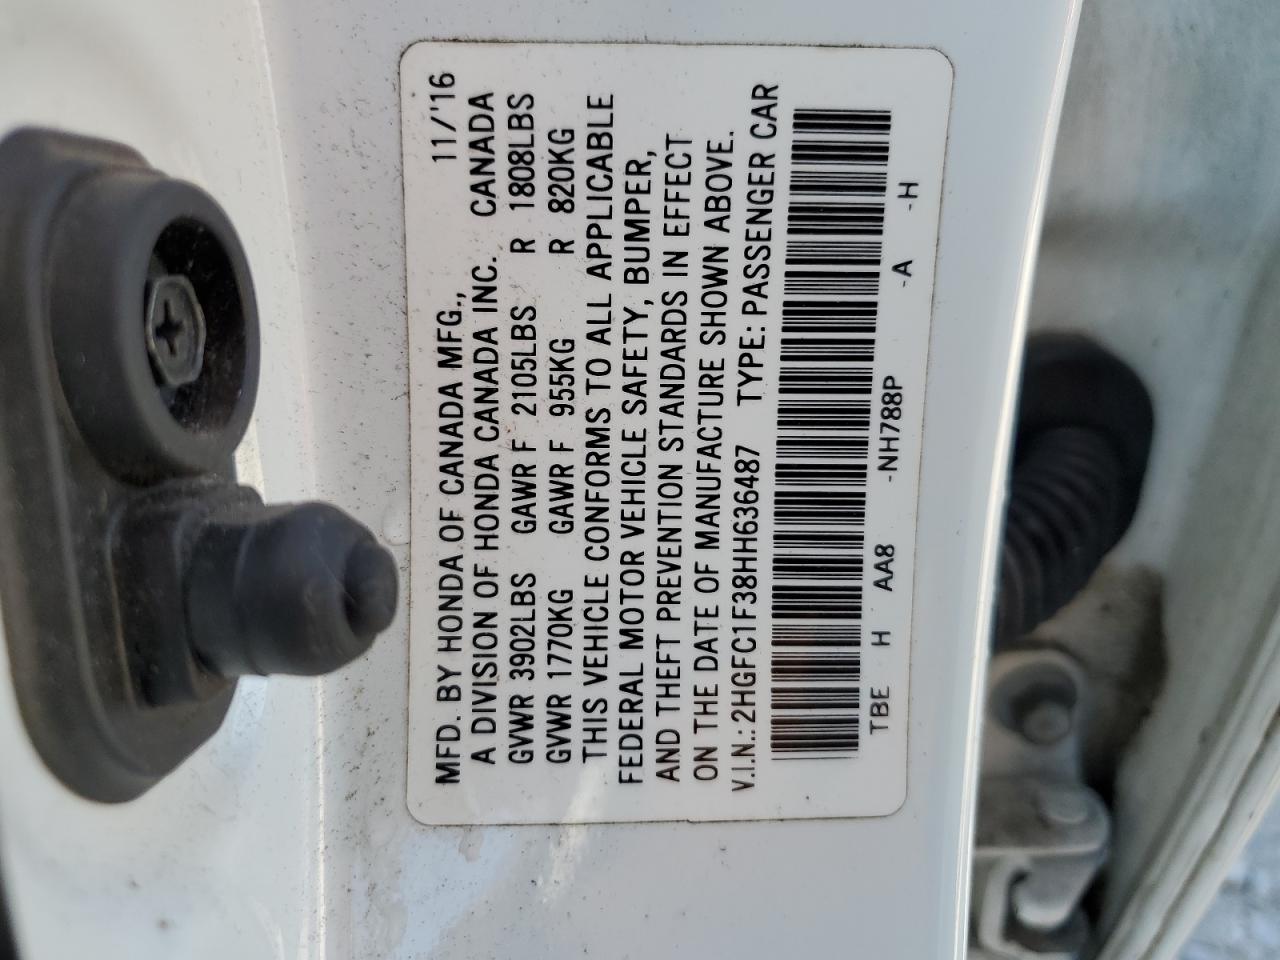 MFD. BY HONDA OF CANADA MFG., 11/'16
A DIVISION OF HONDA CANADA INC. CANADA
GVWR 3902LBS GAWR F 2105LBS R 1808LBS
GVWR 1770KG GAWR F 955KG R 820KG
THIS VEHICLE CONFORMS TO ALL APPLICABLE
FEDERAL MOTOR VEHICLE SAFETY, BUMPER,
AND THEFT PREVENTION STANDARDS IN EFFECT
ON THE DATE OF MANUFACTURE SHOWN ABOVE.
V.I.N.: 2HGFC1F38HH636487 TYPE: PASSENGER CAR
TBE H AA8 -NH788P -A -H